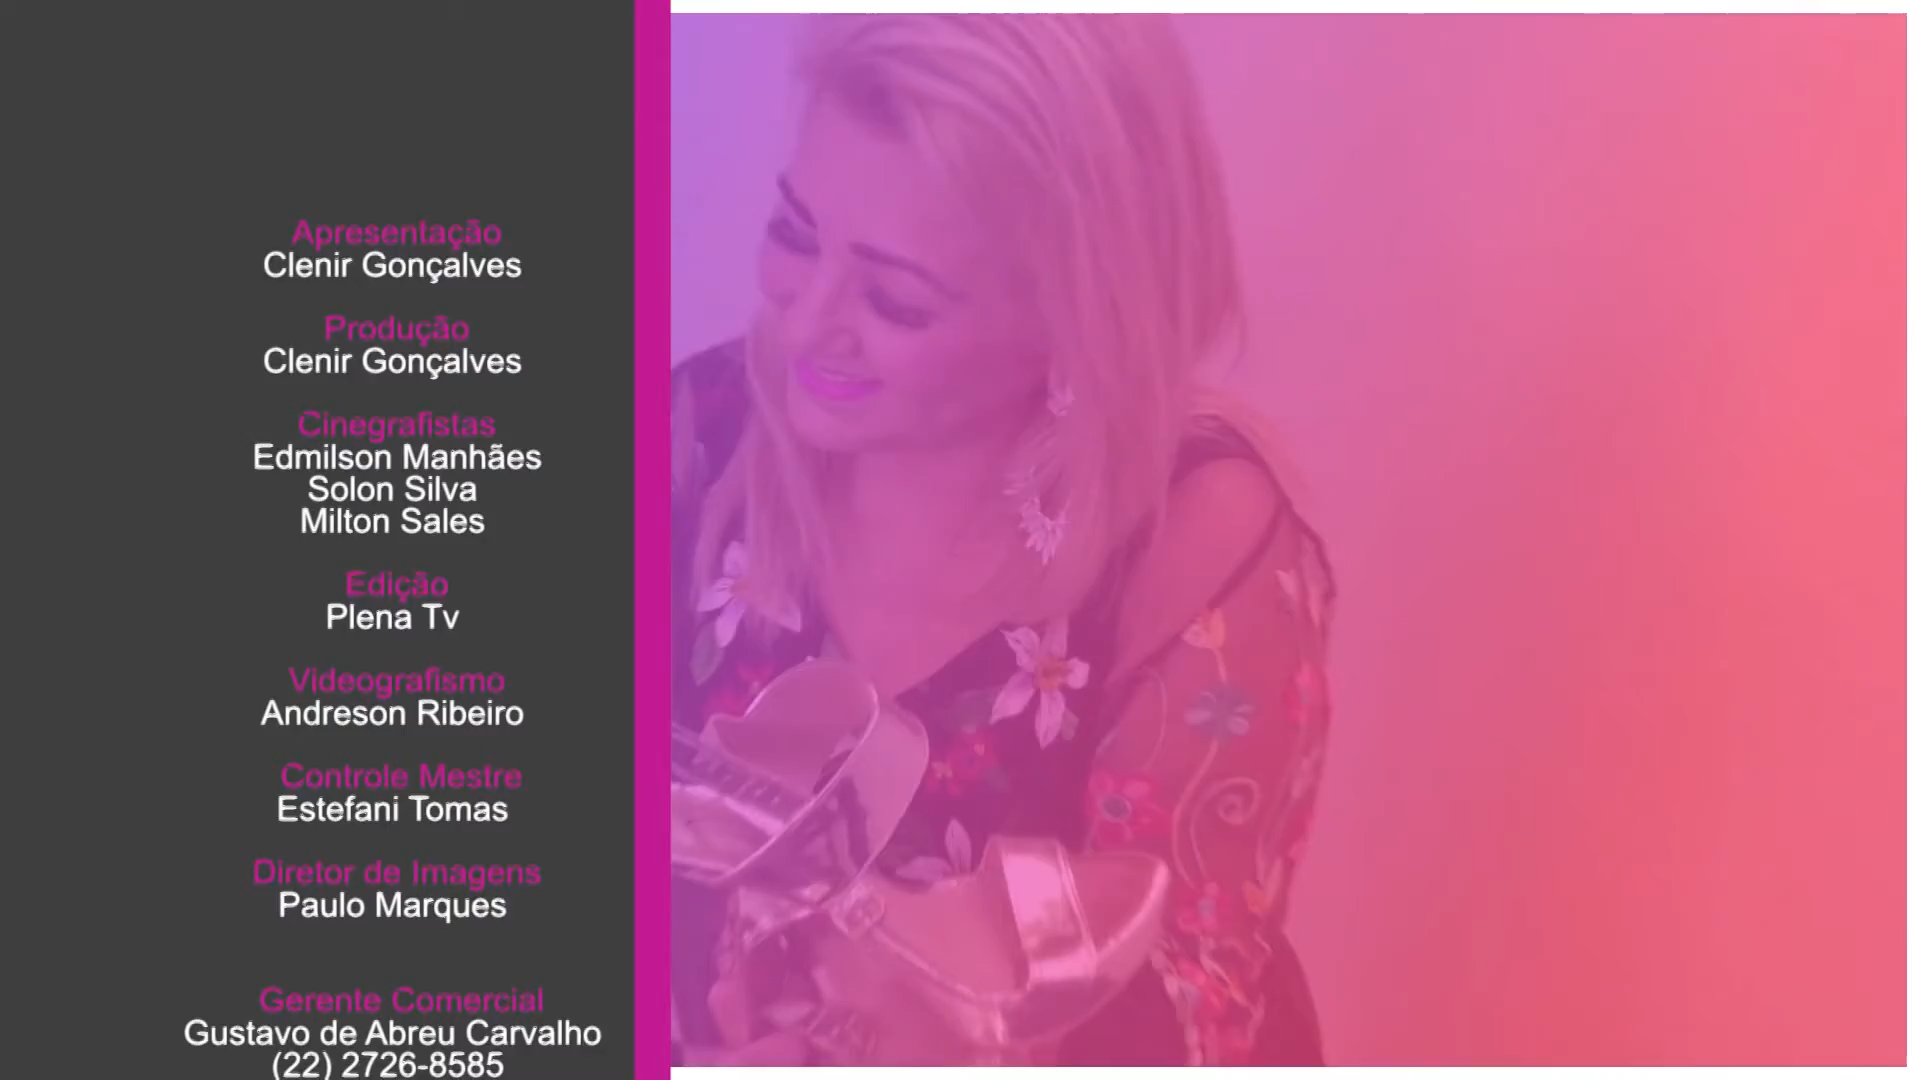 Apresentação
Clenir Gonçalves
Produção
Clenir Gonçalves
Cinegrafistas
Edmilson Manhães
Solon Silva
Milton Sales
Edição
Plena Tv
Videografismo
Andreson Ribeiro
Controle Mestre
Estefani Tomas
Diretor de Imagens
Paulo Marques
Gerente Comercial
Gustavo de Abreu Carvalho
(22) 2726-8585